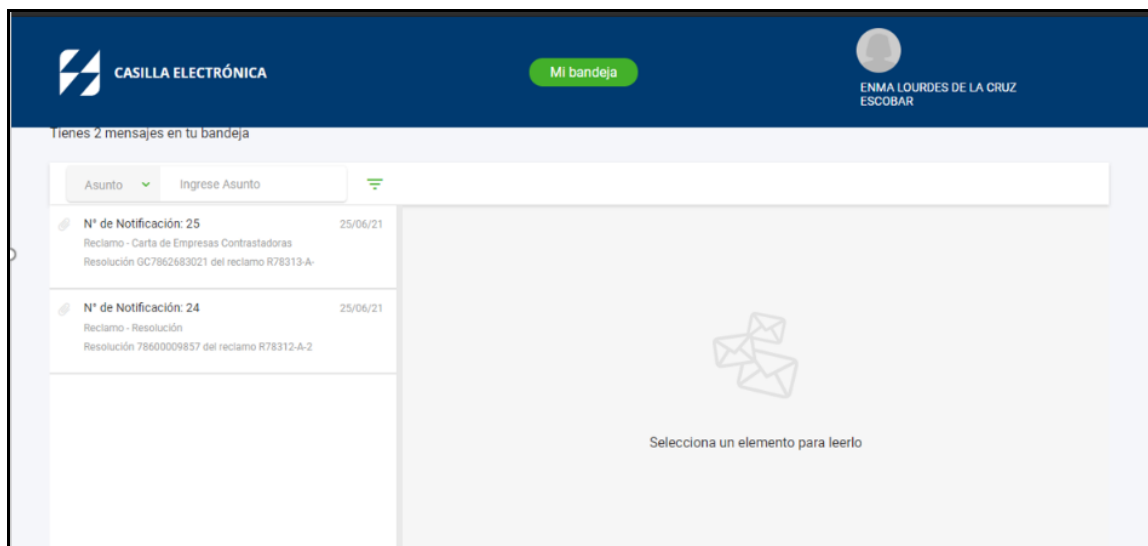 CASILLA ELECTRÓNICA
Mi bandeja
ENMA LOURDES DE LA CRUZ
ESCOBAR
Tienes 2 mensajes en tu bandeja
Asunto
Ingrese Asunto
N° de Notificación: 25
25/06/21
Reclamo - Carta de Empresas Contrastadoras
Resolución GC7862683021 del reclamo R78313-A-
N° de Notificación: 24
25/06/21
Reclamo - Resolución
Resolución 78600009857 del reclamo R78312-A-2
Selecciona un elemento para leerlo